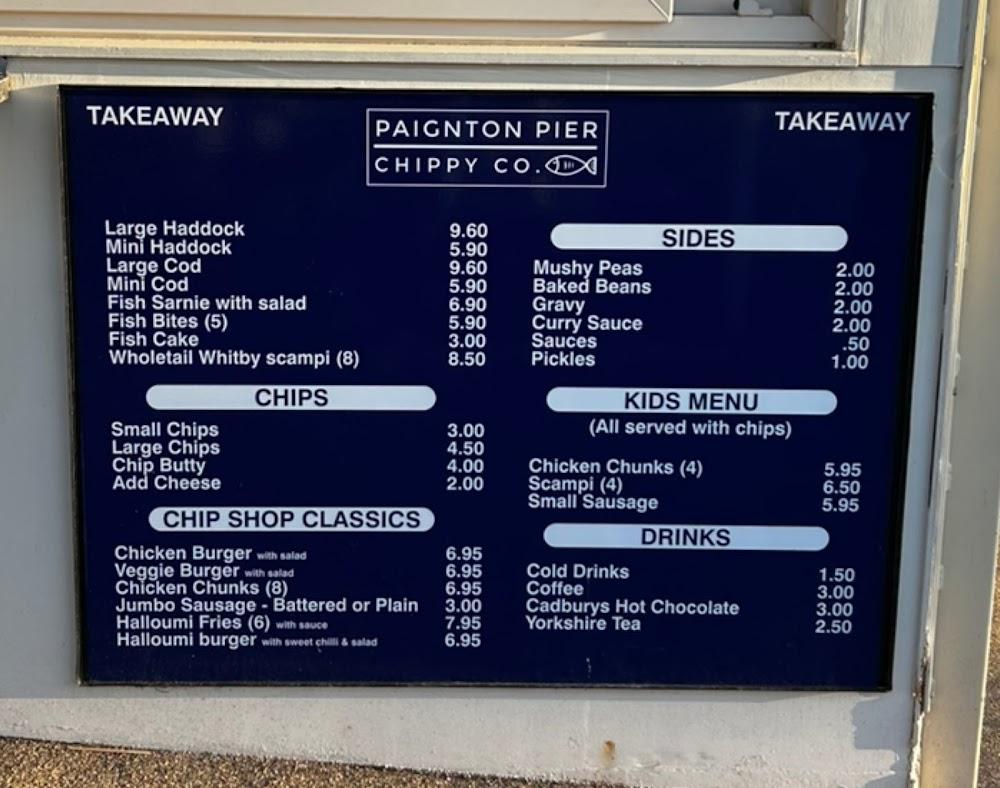 TAKEAWAY
PAIGNTON PIER
CHIPPY CO.
TAKEAWAY
Large Haddock 9.60
Mini Haddock 5.90
Large Cod 9.60
Mini Cod 5.90
Fish Sarnie with salad 6.90
Fish Bites (5) 5.90
Fish Cake 3.00
Wholetail Whitby scampi (8) 8.50
CHIPS
Small Chips 3.00
Large Chips 4.50
Chip Butty 4.00
Add Cheese 2.00
CHIP SHOP CLASSICS
Chicken Burger with salad 6.95
Veggie Burger with salad 6.95
Chicken Chunks (8) 6.95
Jumbo Sausage - Battered or Plain 3.00
Halloumi Fries (6) with sauce 7.95
Halloumi burger with sweet chilli & salad 6.95
SIDES
Mushy Peas 2.00
Baked Beans 2.00
Gravy 2.00
Curry Sauce 2.00
Sauces .50
Pickles 1.00
KIDS MENU
(All served with chips)
Chicken Chunks (4) 5.95
Scampi (4) 6.50
Small Sausage 5.95
DRINKS
Cold Drinks 1.50
Coffee 3.00
Cadburys Hot Chocolate 3.00
Yorkshire Tea 2.50